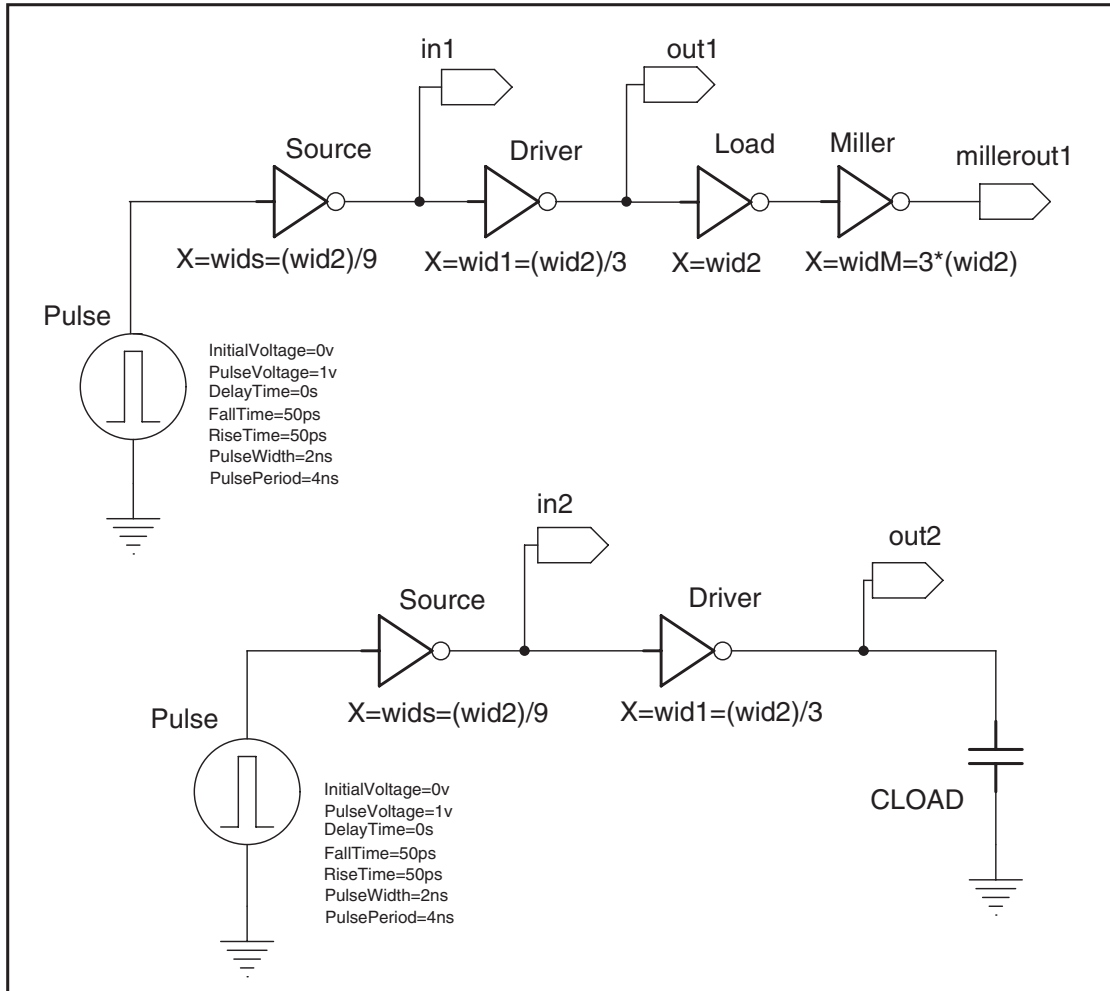 in1
out1
Source
Driver
Load
Miller
millerout1
X=wids=(wid2)/9
X=wid1=(wid2)/3
X=wid2
X=widM=3*(wid2)
Pulse
InitialVoltage=0v
PulseVoltage=1v
DelayTime=0s
FallTime=50ps
RiseTime=50ps
PulseWidth=2ns
PulsePeriod=4ns
in2
out2
Source
Driver
X=wids=(wid2)/9
X=wid1=(wid2)/3
Pulse
CLOAD
InitialVoltage=0v
PulseVoltage=1v
DelayTime=0s
FallTime=50ps
RiseTime=50ps
PulseWidth=2ns
PulsePeriod=4ns